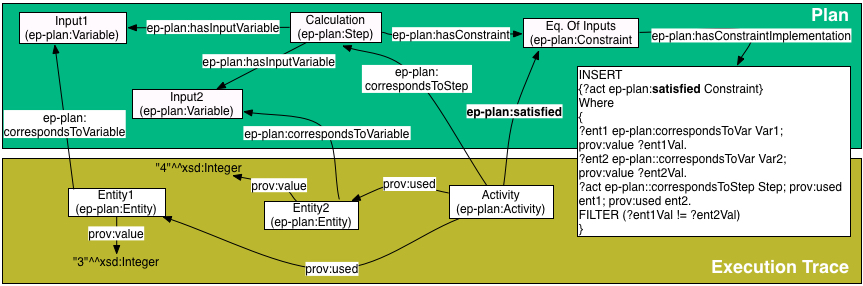 Plan
Input1
(ep-plan:Variable)
ep-plan:hasInputVariable
Calculation
(ep-plan:Step)
ep-plan:hasConstraint
Eq. Of Inputs
(ep-plan:Constraint
ep-plan:hasConstraintImplementation
ep-plan:hasInputVariable
ep-plan:
correspondsToStep
Input2
(ep-plan:Variable)
ep-plan:
correspondsToVariable
ep-plan:correspondsToVariable
ep-plan:satisfied
INSERT
{?act ep-plan:satisfied Constraint}
Where
{
?ent1 ep-plan:correspondsToVar Var1;
prov:value ?ent1Val.
?ent2 ep-plan::correspondsToVar Var2;
prov:value ?ent2Val.
?act ep-plan::correspondsToStep Step; prov:used
ent1; prov:used ent2.
FILTER (?ent1Val != ?ent2Val)
}
"4"^^xsd:Integer
prov:value
prov:used
Entity1
(ep-plan:Entity)
Entity2
(ep-plan:Entity)
Activity
(ep-plan:Activity)
prov:value
"3"^^xsd:Integer
prov:used
Execution Trace